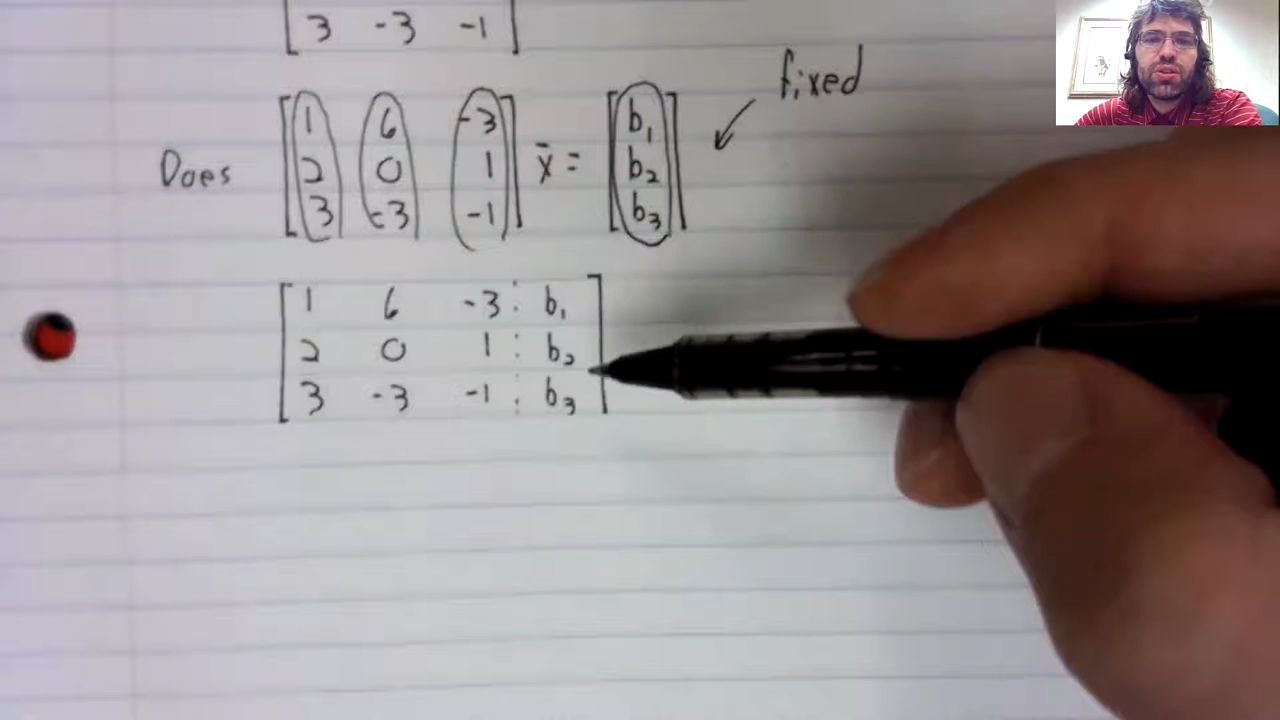 3 -3 -1
fixed
Does [1 6 -3] x̄ = [b₁]
[2 0 1] [b₂]
[3 -3 -1] [b₃]
[1 6 -3 : b₁]
[2 0 1 : b₂]
[3 -3 -1 : b₃]